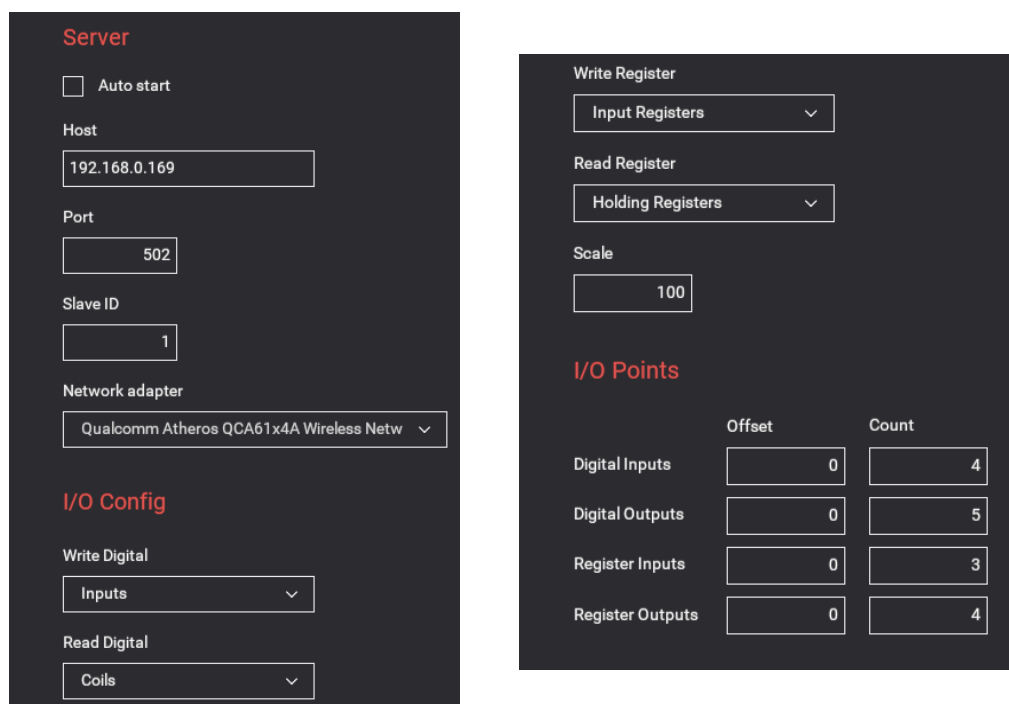 Server
Auto start
Host
192.168.0.169
Port
502
Slave ID
1
Network adapter
Qualcomm Atheros QCA61x4A Wireless Netw
I/O Config
Write Digital
Inputs
Read Digital
Coils
Write Register
Input Registers
Read Register
Holding Registers
Scale
100
I/O Points
Offset Count
Digital Inputs 0 4
Digital Outputs 0 5
Register Inputs 0 3
Register Outputs 0 4